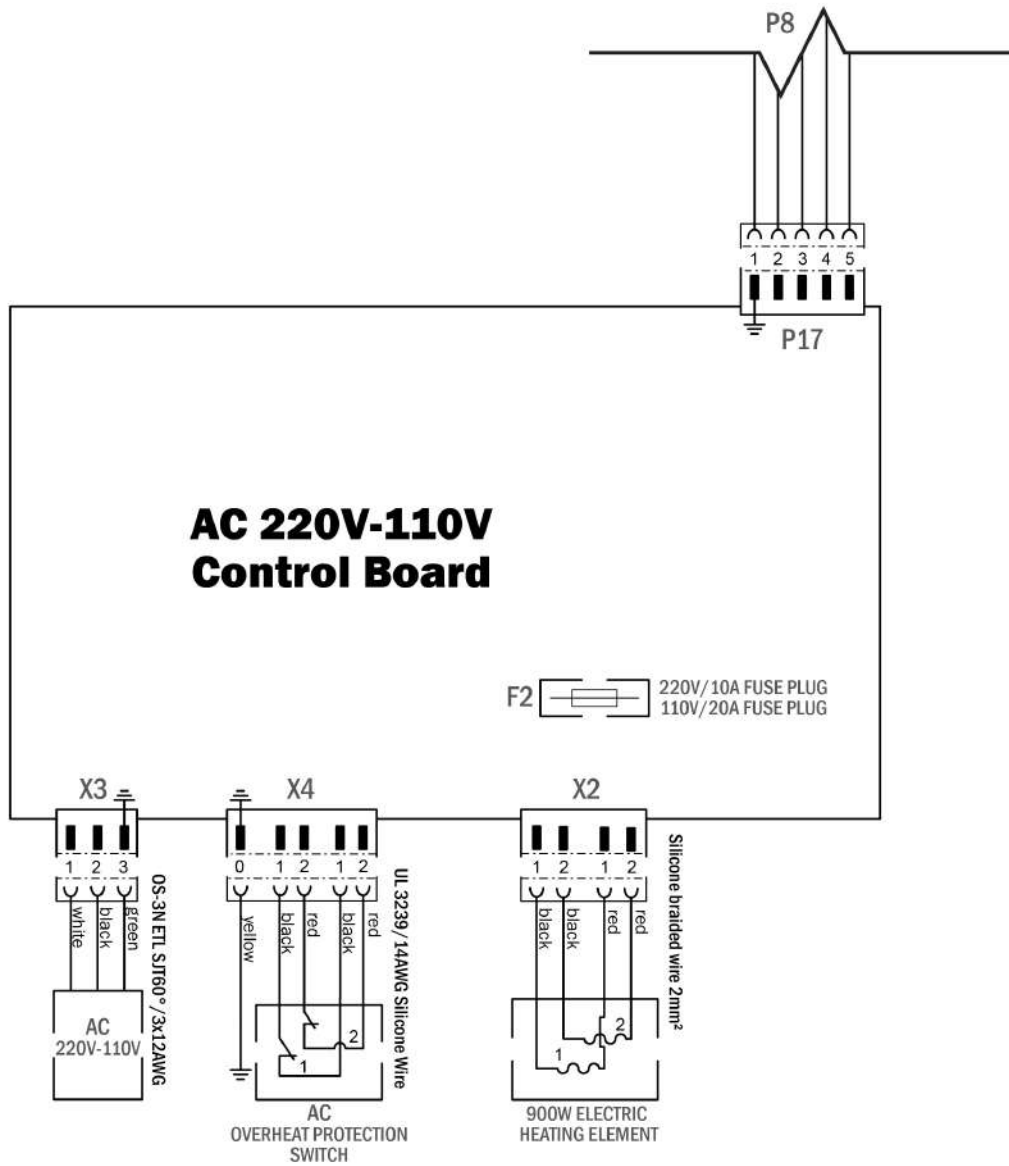 P8
1 2 3 4 5
P17
AC 220V-110V
Control Board
F2
220V/10A FUSE PLUG
110V/20A FUSE PLUG
X3
X4
X2
1 2 3
0 1 2 1 2
1 2 1 2
white
black
green
OS-3N ETL SJT60°/3x12AWG
yellow
black
red
black
red
UL 3239/14AWG Silicone Wire
black
black
red
red
Silicone braided wire 2mm²
AC
220V-110V
1
2
AC
OVERHEAT PROTECTION
SWITCH
1
2
900W ELECTRIC
HEATING ELEMENT